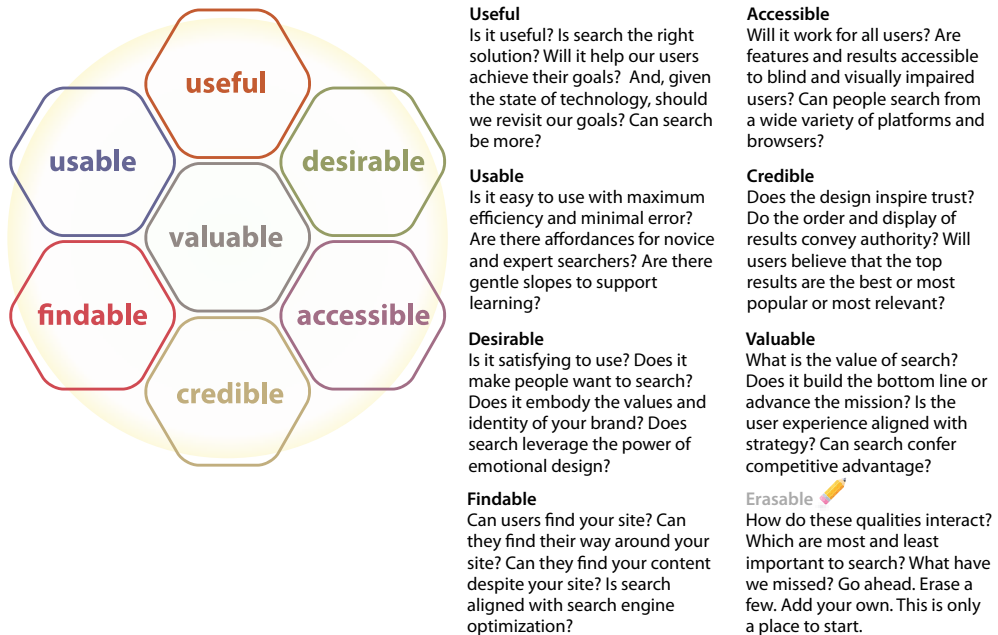 useful
usable
desirable
valuable
findable
accessible
credible
Useful
Is it useful? Is search the right
solution? Will it help our users
achieve their goals?  And, given
the state of technology, should
we revisit our goals? Can search
be more?
Usable
Is it easy to use with maximum
efficiency and minimal error?
Are there affordances for novice
and expert searchers? Are there
gentle slopes to support
learning?
Desirable
Is it satisfying to use? Does it
make people want to search?
Does it embody the values and
identity of your brand? Does
search leverage the power of
emotional design?
Findable
Can users find your site? Can
they find their way around your
site? Can they find your content
despite your site? Is search
aligned with search engine
optimization?
Accessible
Will it work for all users? Are
features and results accessible
to blind and visually impaired
users? Can people search from
a wide variety of platforms and
browsers?
Credible
Does the design inspire trust?
Do the order and display of
results convey authority? Will
users believe that the top
results are the best or most
popular or most relevant?
Valuable
What is the value of search?
Does it build the bottom line or
advance the mission? Is the
user experience aligned with
strategy? Can search confer
competitive advantage?
Erasable
How do these qualities interact?
Which are most and least
important to search? What have
we missed? Go ahead. Erase a
few. Add your own. This is only
a place to start.